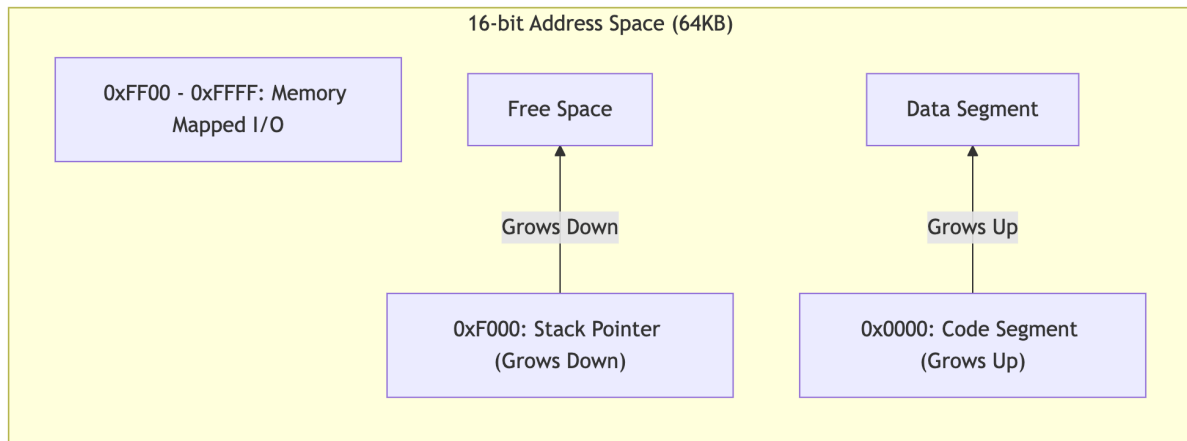 16-bit Address Space (64KB)
0xFF00 - 0xFFFF: Memory
Mapped I/O
Free Space
Data Segment
Grows Down
Grows Up
0xF000: Stack Pointer
(Grows Down)
0x0000: Code Segment
(Grows Up)